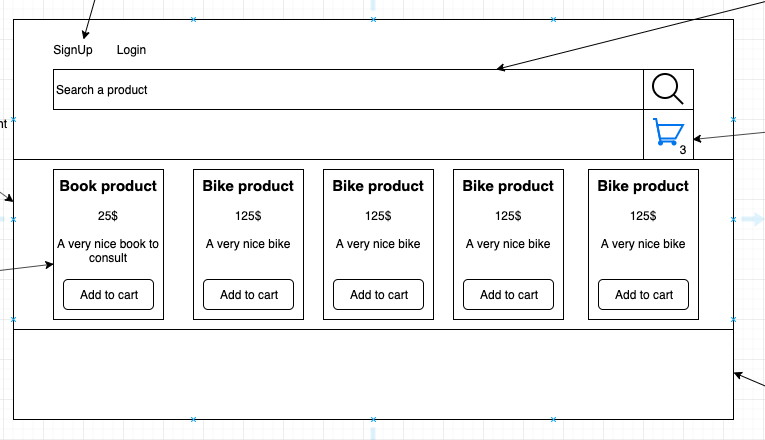 SignUp
Login
Search a product
nt
3
Book product
25$
A very nice book to
consult
Add to cart
Bike product
125$
A very nice bike
Add to cart
Bike product
125$
A very nice bike
Add to cart
Bike product
125$
A very nice bike
Add to cart
Bike product
125$
A very nice bike
Add to cart